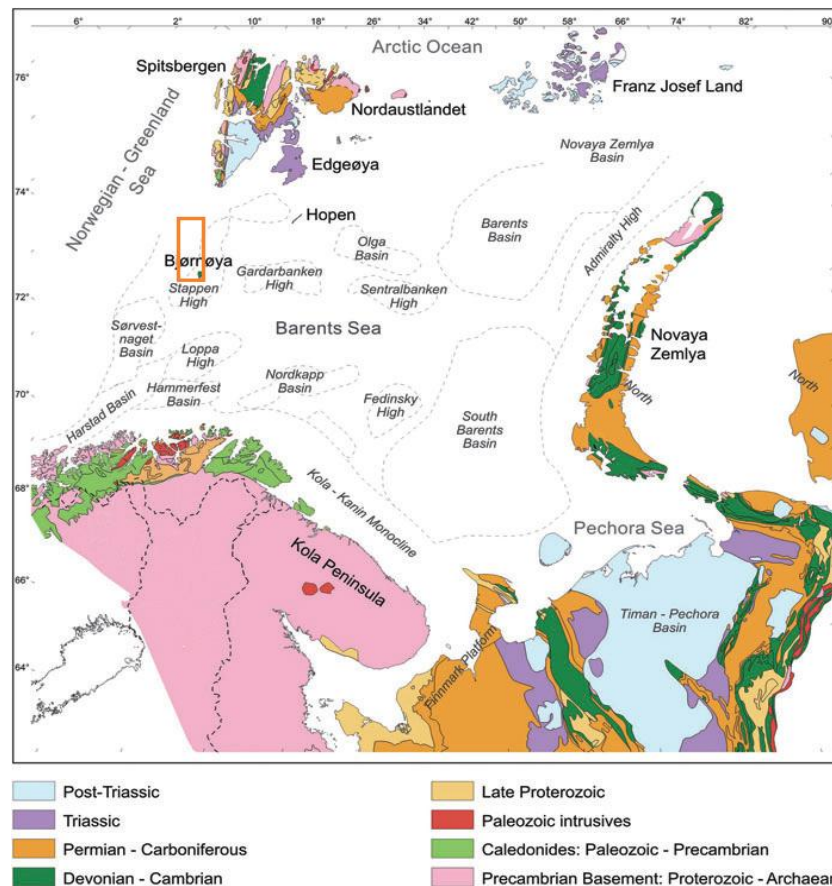 6° 2° 10° 18° 26° 34° 42° 50° 58° 66° 74° 82° 90
Arctic Ocean
Spitsbergen
76°
Franz Josef Land
Nordaustlandet
Norwegian - Greenland
Sea
Novaya Zemlya
Basin
Edgeøya
74°
Hopen
Barents
Basin
Admiralty High
Olga
Basin
Bjørnøya
Gardarbanken
High
Stappen
High
Sentralbanken
High
72°
Sørvest-
naget
Basin
Barents Sea
Loppa
High
Novaya
Zemlya
North
North
Nordkapp
Basin
Hammerfest
Basin
Fedinsky
High
70°
Harstad Basin
South
Barents
Basin
68°
Kola - Kanin Monocline
Pechora Sea
Kola Peninsula
66°
Timan - Pechora
Basin
Finnmark Platform
64°
Post-Triassic
Triassic
Permian - Carboniferous
Devonian - Cambrian
Late Proterozoic
Paleozoic intrusives
Caledonides: Paleozoic - Precambrian
Precambrian Basement: Proterozoic - Archaean